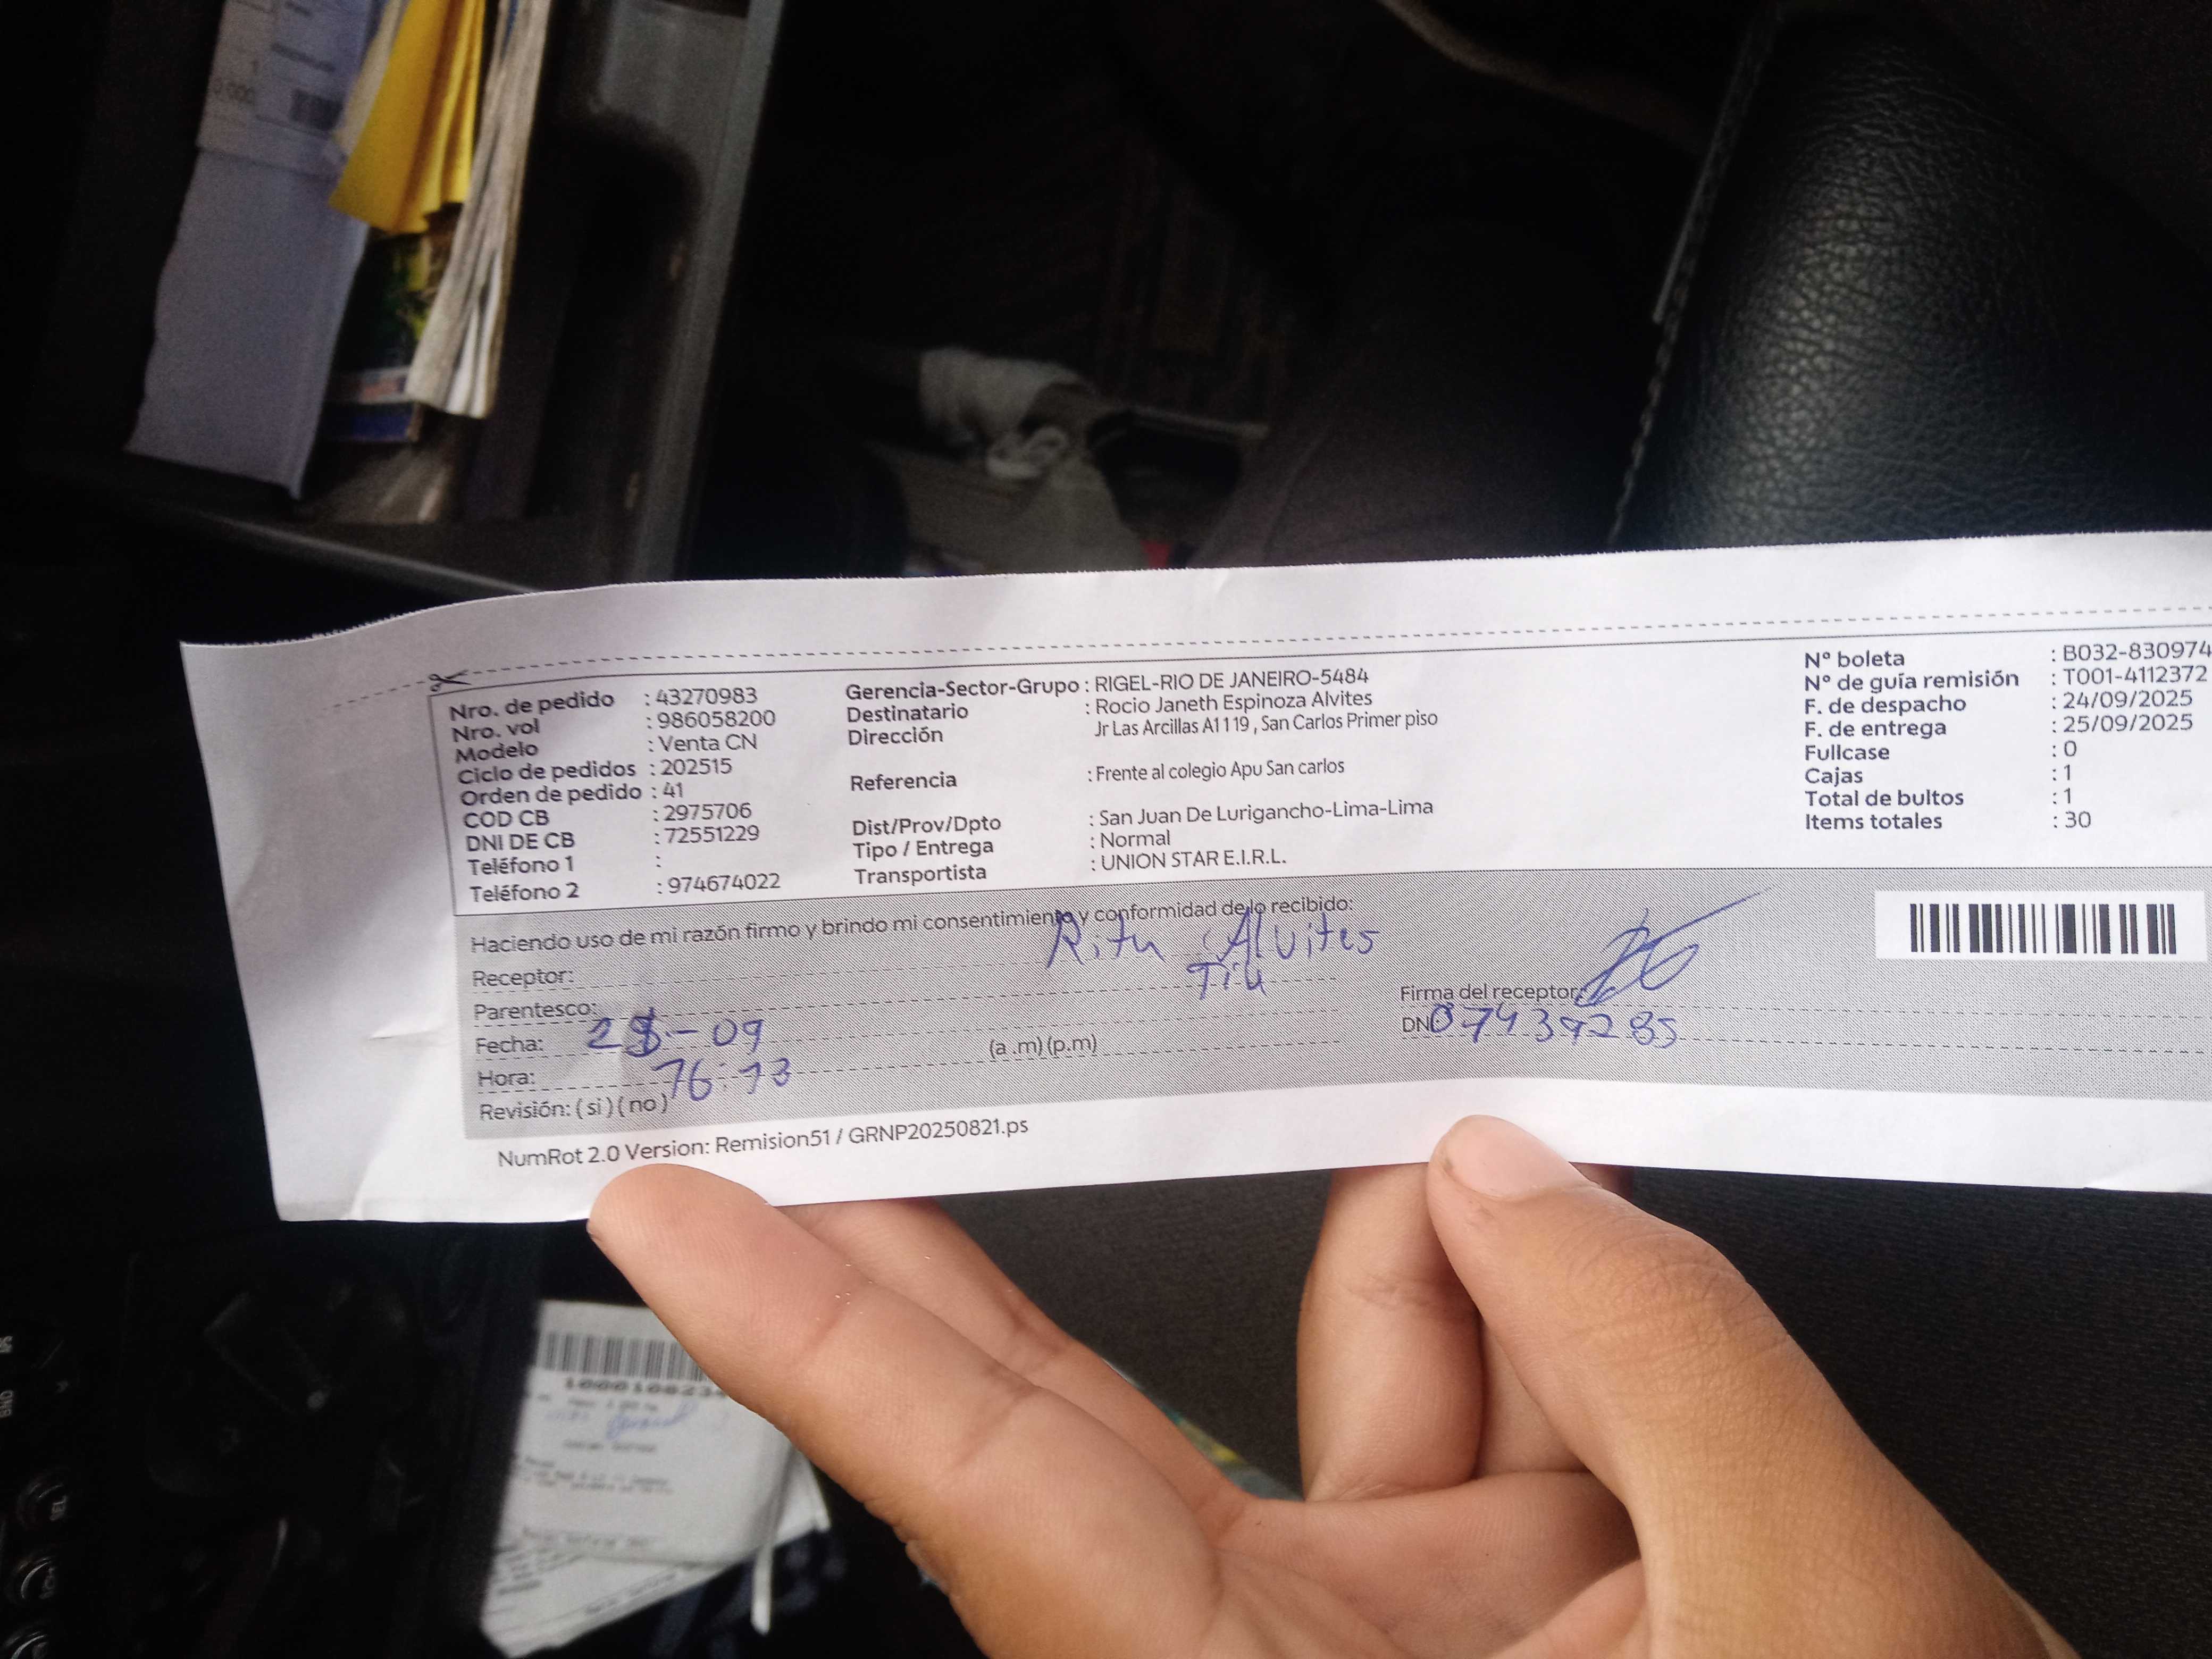 Nro. de pedido : 43270983
Nro. vol : 986058200
Modelo : Venta CN
Ciclo de pedidos : 202515
Orden de pedido : 41
COD CB : 2975706
DNI DE CB : 72551229
Teléfono 1 :
Teléfono 2 : 974674022
Gerencia-Sector-Grupo : RIGEL-RIO DE JANEIRO-5484
Destinatario : Rocio Janeth Espinoza Alvites
Dirección Jr Las Arcillas A1 119 , San Carlos Primer piso
Referencia : Frente al colegio Apu San carlos
Dist/Prov/Dpto : San Juan De Lurigancho-Lima-Lima
Tipo / Entrega : Normal
Transportista : UNION STAR E.I.R.L.
Nº boleta : B032-830974
Nº de guía remisión : T001-4112372
F. de despacho : 24/09/2025
F. de entrega : 25/09/2025
Fullcase : 0
Cajas : 1
Total de bultos : 1
Items totales : 30
Haciendo uso de mi razón firmo y brindo mi consentimiento y conformidad de lo recibido:
Receptor: Rita Alvites
Parentesco: Tia
Fecha: -09
Hora: 16:13 (a .m) (p.m)
Revisión: ( si ) ( no )
Firma del receptor:
DNI 07439285
NumRot 2.0 Version: Remision51 / GRNP20250821.ps